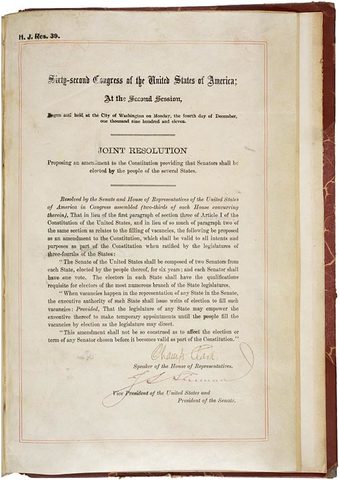 H. J. Res. 39.
Sixty-second Congress of the United States of America;
At the Second Session,
Begun and held at the City of Washington on Monday, the fourth day of December,
one thousand nine hundred and eleven.
JOINT RESOLUTION
Proposing an amendment to the Constitution providing that Senators shall be
elected by the people of the several States.
Resolved by the Senate and House of Representatives of the United States
of America in Congress assembled (two-thirds of each House concurring
therein), That in lieu of the first paragraph of section three of Article I of the
Constitution of the United States, and in lieu of so much of paragraph two of
the same section as relates to the filling of vacancies, the following be proposed
as an amendment to the Constitution, which shall be valid to all intents and
purposes as part of the Constitution when ratified by the legislatures of
three-fourths of the States:
"The Senate of the United States shall be composed of two Senators
from each State, elected by the people thereof, for six years; and each Senator
shall have one vote. The electors in each State shall have the qualifications
requisite for electors of the most numerous branch of the State legislatures.
"When vacancies happen in the representation of any State in the Senate,
the executive authority of such State shall issue writs of election to fill such
vacancies: Provided, That the legislature of any State may empower the
executive thereof to make temporary appointments until the people fill the
vacancies by election as the legislature may direct.
"This amendment shall not be so construed as to affect the election or
term of any Senator chosen before it becomes valid as part of the Constitution."
Champ Clark
Speaker of the House of Representatives.
J. S. Sherman
Vice President of the United States and
President of the Senate.